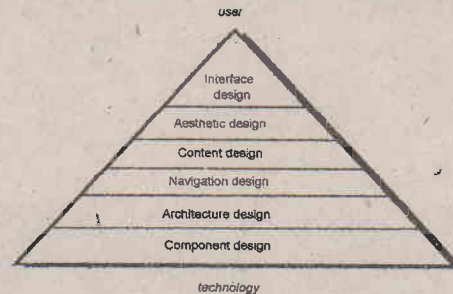 user
Interface
design
Aesthetic design
Content design
Navigation design
Architecture design
Component design
technology